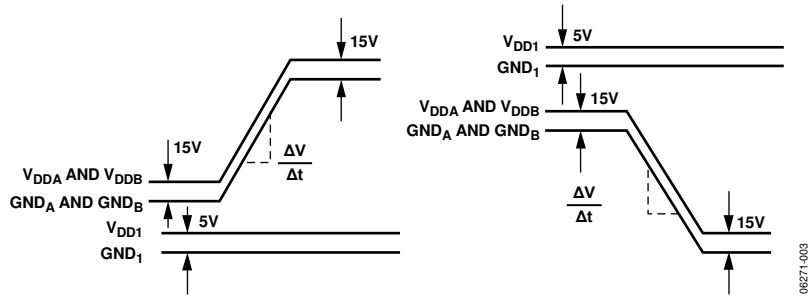 15V
15V
V_DDA AND V_DDB
GND_A AND GND_B
ΔV
Δt
V_DD1
5V
GND_1
V_DD1
5V
GND_1
V_DDA AND V_DDB
15V
GND_A AND GND_B
ΔV
Δt
15V
06271-003